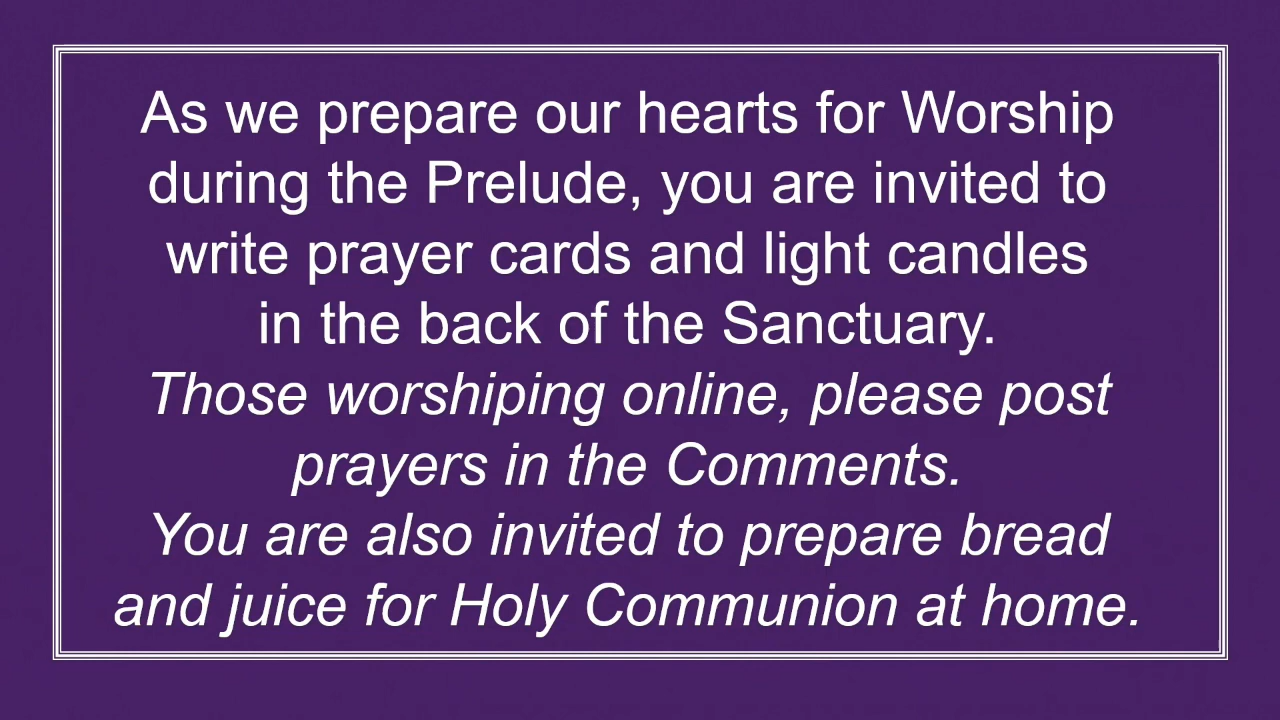 As we prepare our hearts for Worship
during the Prelude, you are invited to
write prayer cards and light candles
in the back of the Sanctuary.
Those worshiping online, please post
prayers in the Comments.
You are also invited to prepare bread
and juice for Holy Communion at home.